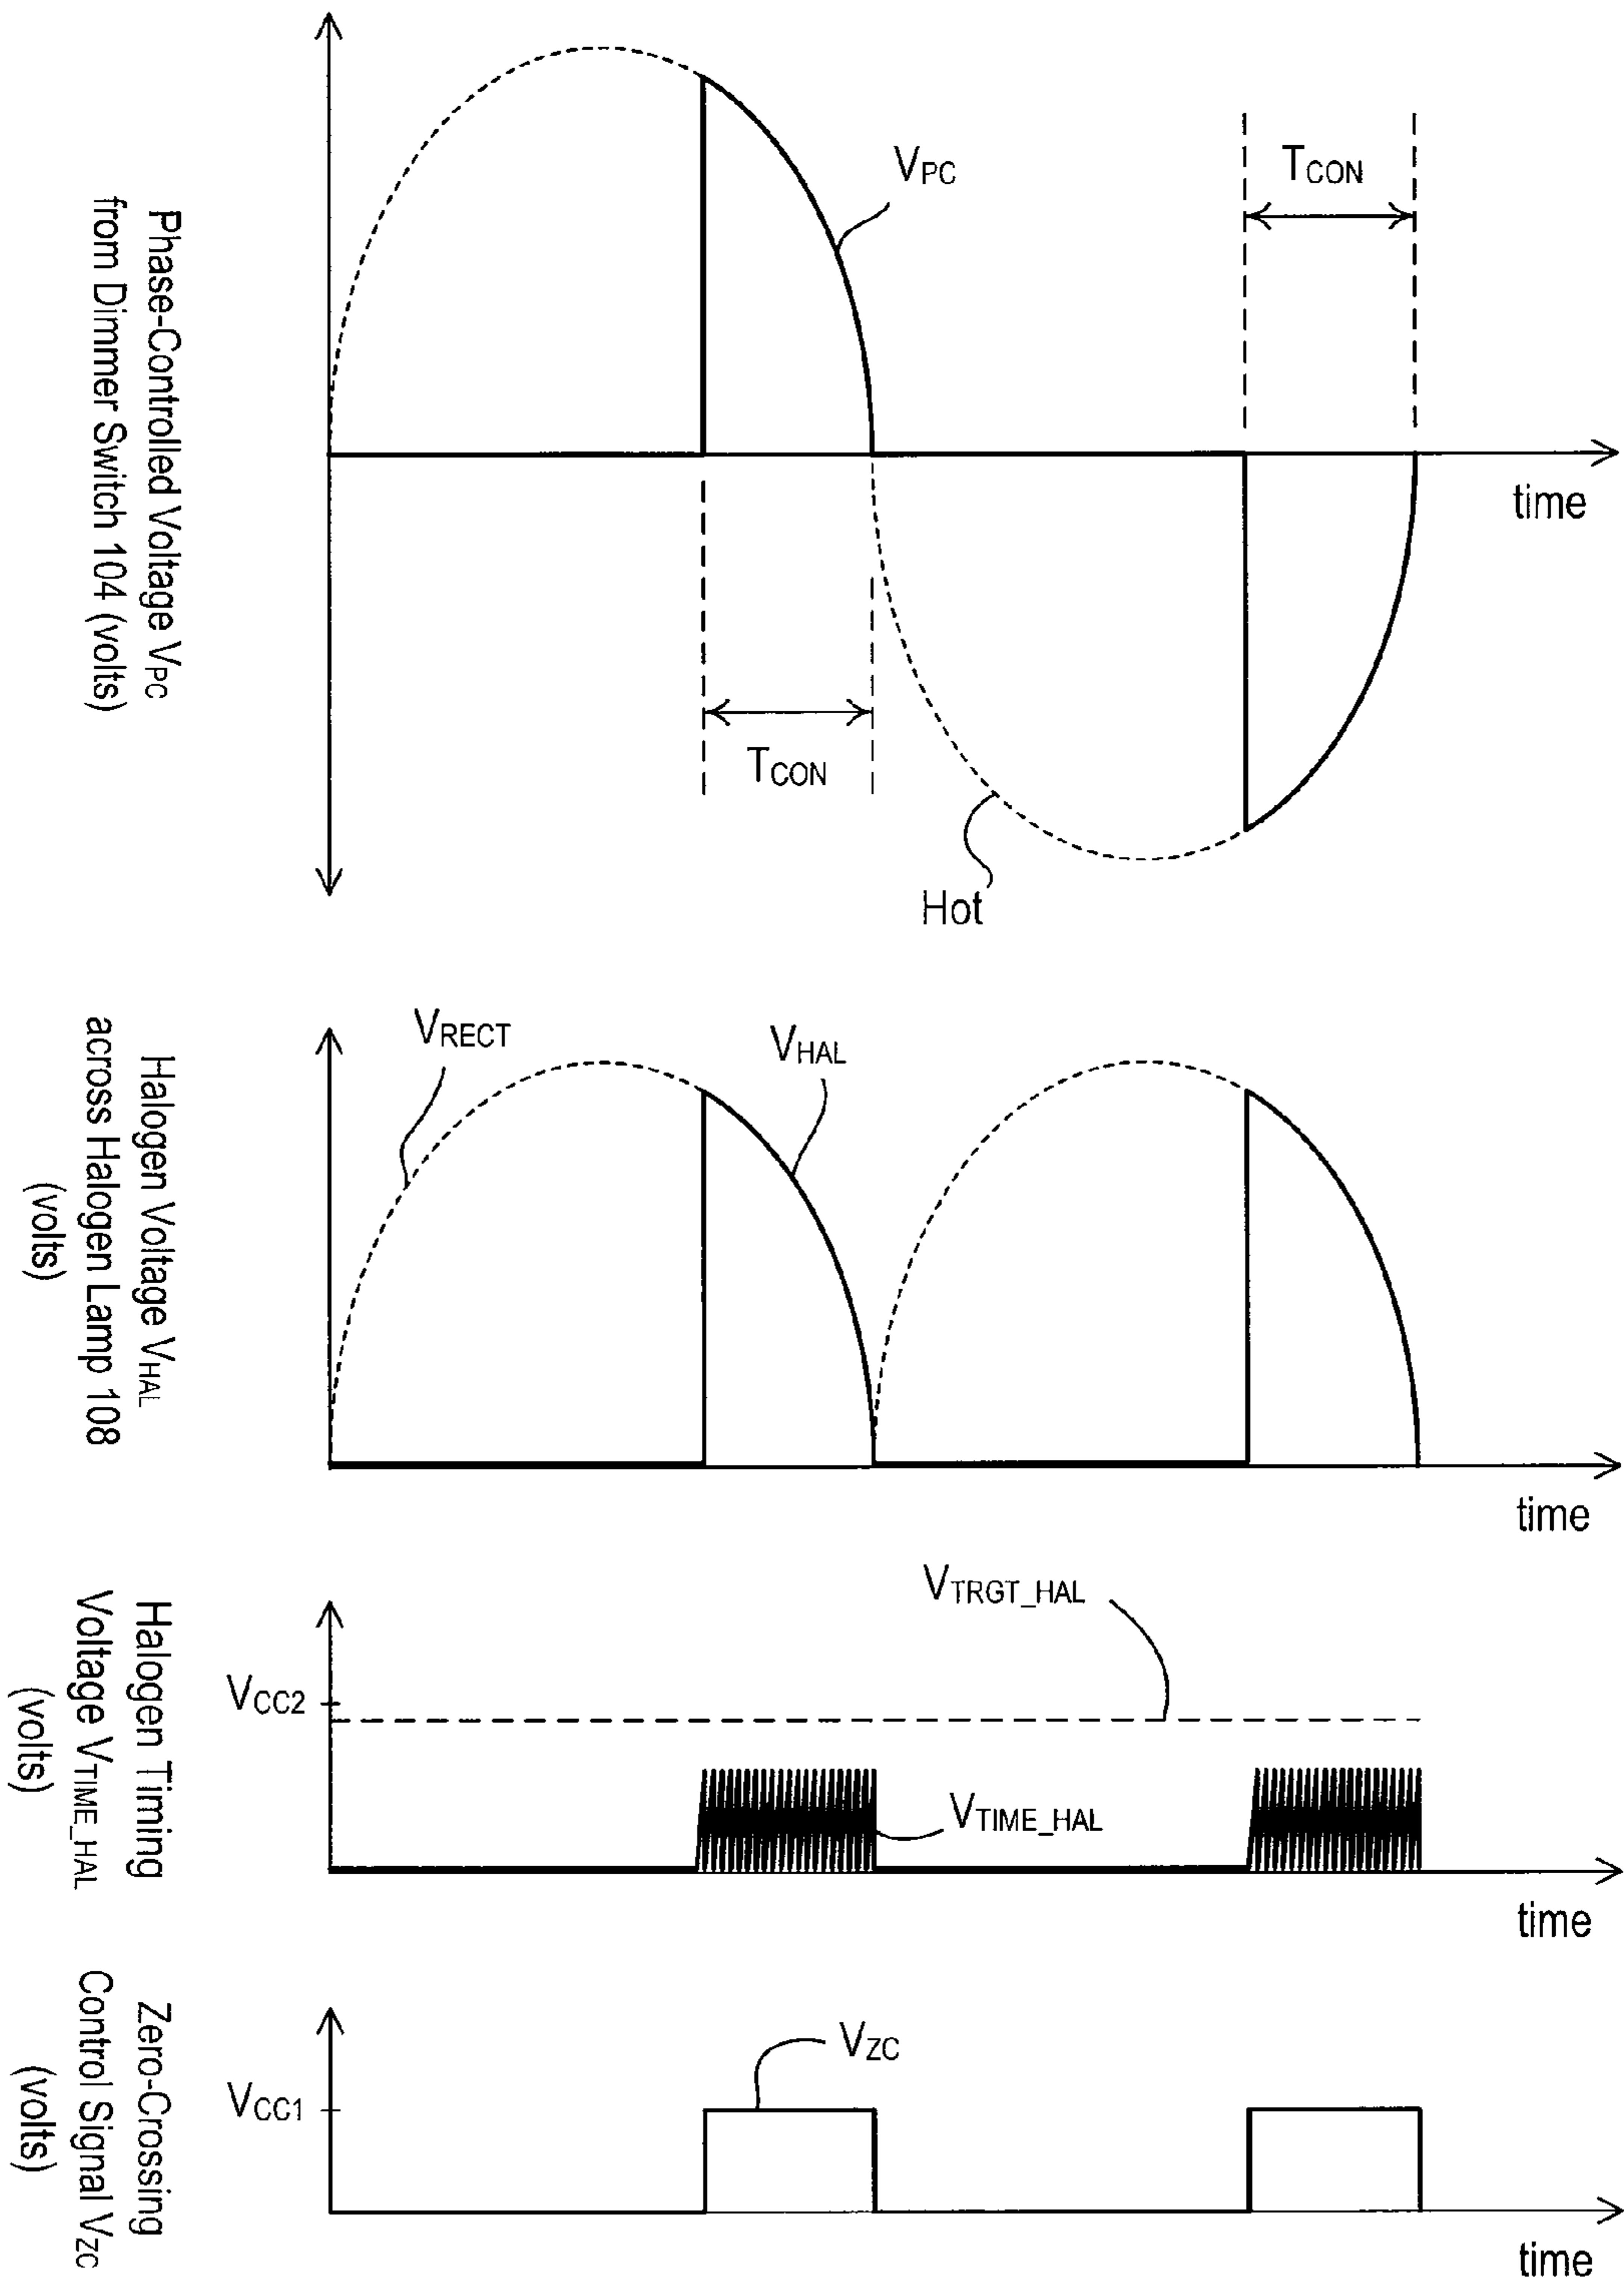 Phase-Controlled Voltage VPC
from Dimmer Switch 104 (volts)
VPC
TCON
time
TCON
Hot
Halogen Voltage VHAL
across Halogen Lamp 108
(volts)
VRECT
VHAL
time
Halogen Timing
Voltage VTIME_HAL
(volts)
VTRGT_HAL
VCC2
VTIME_HAL
time
Zero-Crossing
Control Signal VZC
(volts)
VZC
VCC1
time